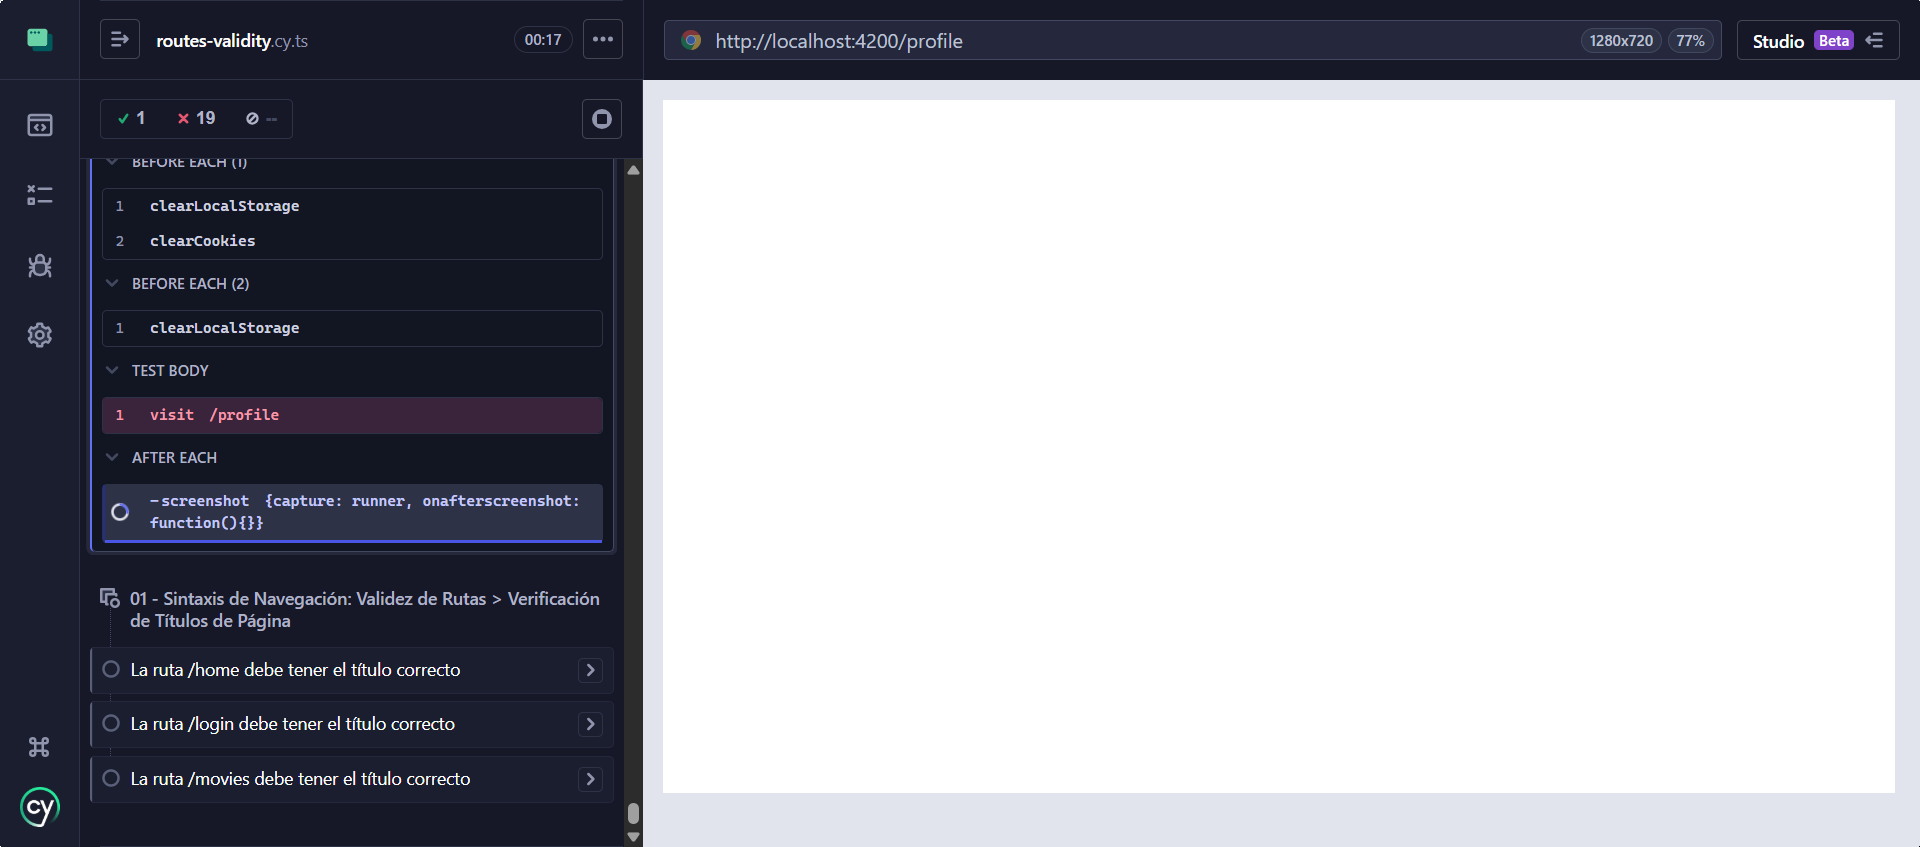 routes-validity.cy.ts
00:17
http://localhost:4200/profile
1280x720
77%
Studio Beta
1
19
--
BEFORE EACH (1)
1 clearLocalStorage
2 clearCookies
BEFORE EACH (2)
1 clearLocalStorage
TEST BODY
1 visit /profile
AFTER EACH
-screenshot {capture: runner, onafterscreenshot:
function(){}}
01 - Sintaxis de Navegación: Validez de Rutas > Verificación
de Títulos de Página
La ruta /home debe tener el título correcto
La ruta /login debe tener el título correcto
La ruta /movies debe tener el título correcto
cy